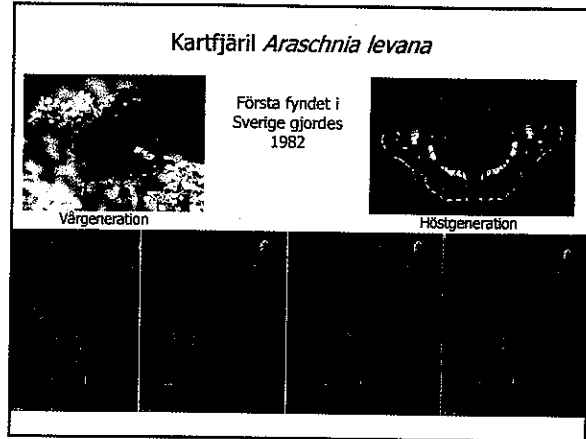 Kartfjäril Araschnia levana
Första fyndet i
Sverige gjordes
1982
Vårgeneration
Höstgeneration